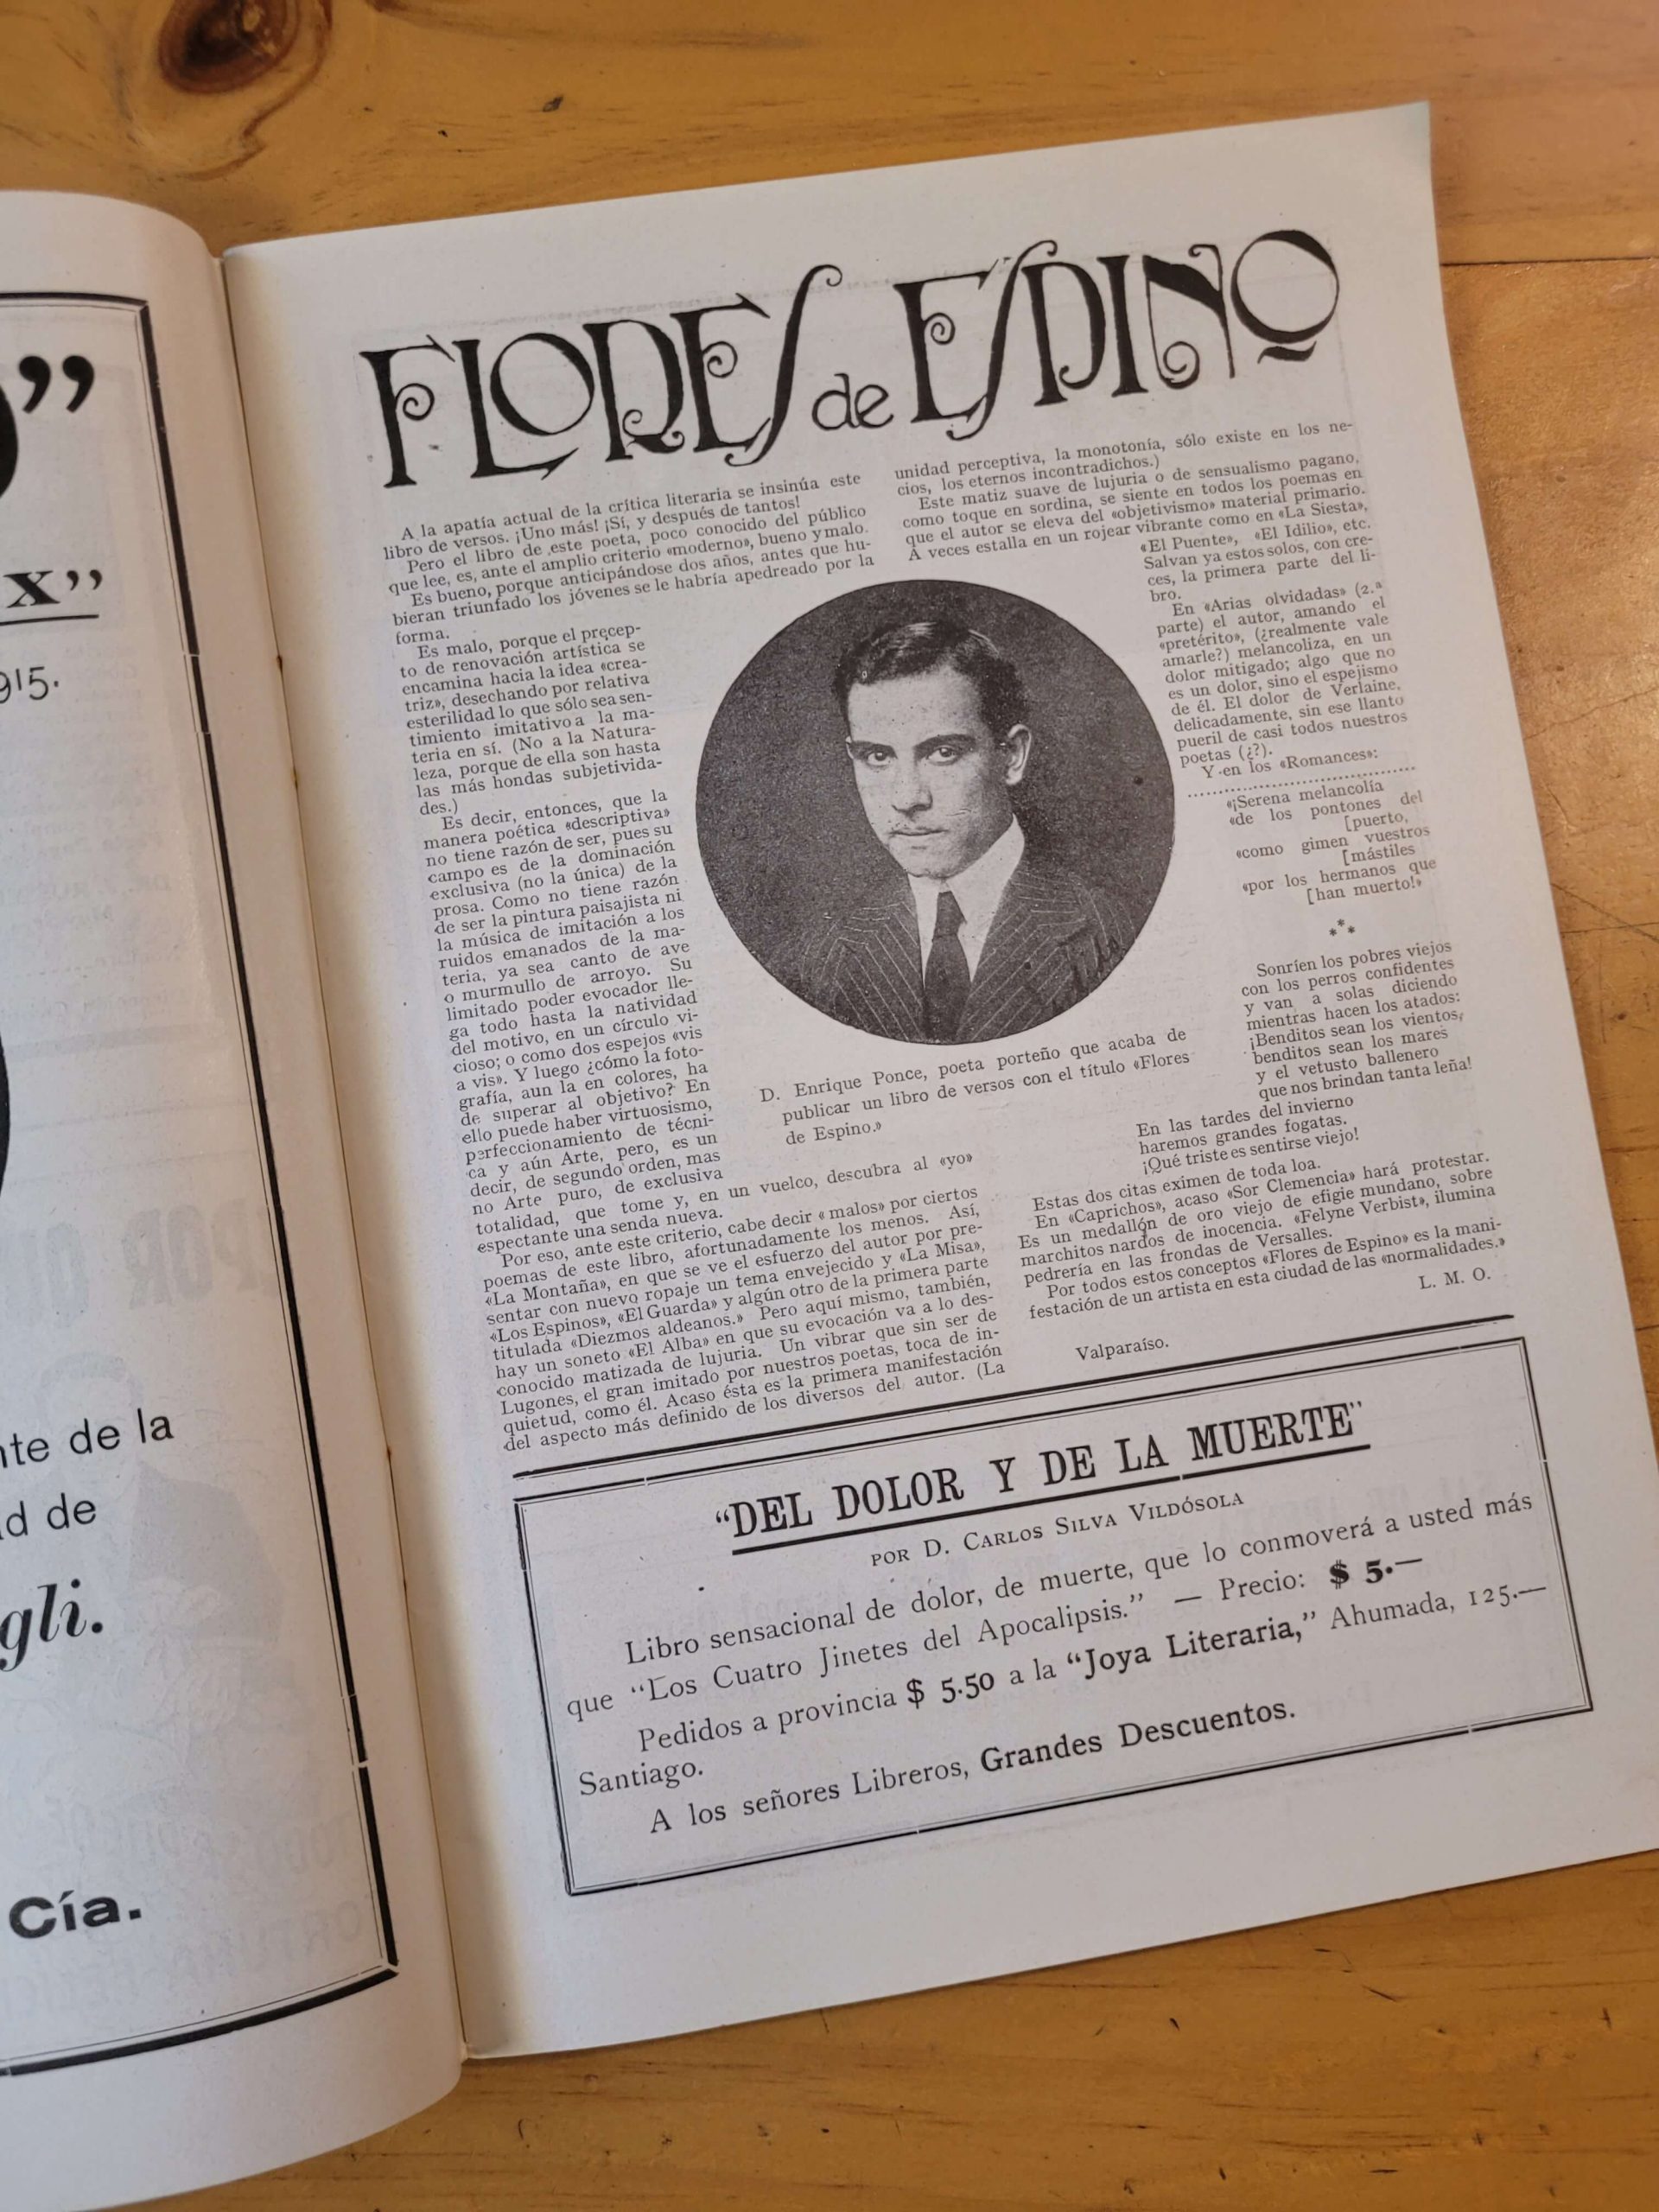 ”
x”
915.
nte de la
ad de
gli.
Cía.
FLORES de ESPINO
A la apatía actual de la crítica literaria se insinúa este
libro de versos. ¡Uno más! ¡Sí, y después de tantos!
Pero el libro de este poeta, poco conocido del público
que lee, es, ante el amplio criterio «moderno», bueno y malo.
Es bueno, porque anticipándose dos años, antes que hu-
bieran triunfado los jóvenes se le habría apedreado por la
forma.
Es malo, porque el precep-
to de renovación artística se
encamina hacia la idea «crea-
triz», desechando por relativa
esterilidad lo que sólo sea sen-
timiento imitativo a la ma-
teria en sí. (No a la Natura-
leza, porque de ella son hasta
las más hondas subjetivida-
des.)
Es decir, entonces, que la
manera poética «descriptiva»
no tiene razón de ser, pues su
campo es de la dominación
exclusiva (no la única) de la
prosa. Como no tiene razón
de ser la pintura paisajista ni
la música de imitación a los
ruidos emanados de la ma-
teria, ya sea canto de ave
o murmullo de arroyo. Su
limitado poder evocador lle-
ga todo hasta la natividad
del motivo, en un círculo vi-
cioso; o como dos espejos «vis
a vis». Y luego ¿cómo la foto-
grafía, aun la en colores, ha
de superar al objetivo? En
ello puede haber virtuosismo,
perfeccionamiento de técni-
ca y aún Arte, pero, es un
decir, de segundo orden, mas
no Arte puro, de exclusiva
totalidad, que tome y, en un vuelco, descubra al «yo»
espectante una senda nueva.
Por eso, ante este criterio, cabe decir «malos» por ciertos
poemas de este libro, afortunadamente los menos. Así,
«La Montaña», en que se ve el esfuerzo del autor por pre-
sentar con nuevo ropaje un tema envejecido y «La Misa»,
«Los Espinos», «El Guarda» y algún otro de la primera parte
titulada «Diezmos aldeanos.» Pero aquí mismo, también,
hay un soneto «El Alba» en que su evocación va a lo des-
conocido matizada de lujuria. Un vibrar que sin ser de
Lugones, el gran imitado por nuestros poetas, toca de in-
quietud, como él. Acaso ésta es la primera manifestación
del aspecto más definido de los diversos del autor. (La
unidad perceptiva, la monotonía, sólo existe en los ne-
cios, los eternos incontradichos.)
Este matiz suave de lujuria o de sensualismo pagano,
como toque en sordina, se siente en todos los poemas en
que el autor se eleva del «objetivismo» material primario.
A veces estalla en un rojear vibrante como en «La Siesta»,
«El Puente», «El Idilio», etc.
Salvan ya estos solos, con cre-
ces, la primera parte del li-
bro.
En «Arias olvidadas» (2.ª
parte) el autor, amando el
«pretérito», (¿realmente vale
amarle?) melancoliza, en un
dolor mitigado; algo que no
es un dolor, sino el espejismo
de él. El dolor de Verlaine,
delicadamente, sin ese llanto
pueril de casi todos nuestros
poetas (¿?).
Y en los «Romances»:
........................................
«¡Serena melancolía
«de los pontones del
[puerto,
«como gimen vuestros
[mástiles
«por los hermanos que
[han muerto!»
***
Sonríen los pobres viejos
con los perros confidentes
y van a solas diciendo
mientras hacen los atados:
¡Benditos sean los vientos,
benditos sean los mares
y el vetusto ballenero
que nos brindan tanta leña!
En las tardes del invierno
haremos grandes fogatas.
¡Qué triste es sentirse viejo!
Estas dos citas eximen de toda loa.
En «Caprichos», acaso «Sor Clemencia» hará protestar.
Es un medallón de oro viejo de efigie mundano, sobre
marchitos nardos de inocencia. «Felyne Verbist», ilumina
pedrería en las frondas de Versalles.
Por todos estos conceptos «Flores de Espino» es la mani-
festación de un artista en esta ciudad de las «normalidades.»
L. M. O.
Valparaíso.
D. Enrique Ponce, poeta porteño que acaba de
publicar un libro de versos con el título «Flores
de Espino.»
“DEL DOLOR Y DE LA MUERTE”
POR D. CARLOS SILVA VILDÓSOLA
Libro sensacional de dolor, de muerte, que lo conmoverá a usted más
que “Los Cuatro Jinetes del Apocalipsis.” — Precio: $ 5.—
Pedidos a provincia $ 5.50 a la “Joya Literaria,” Ahumada, 125.—
Santiago.
A los señores Libreros, Grandes Descuentos.